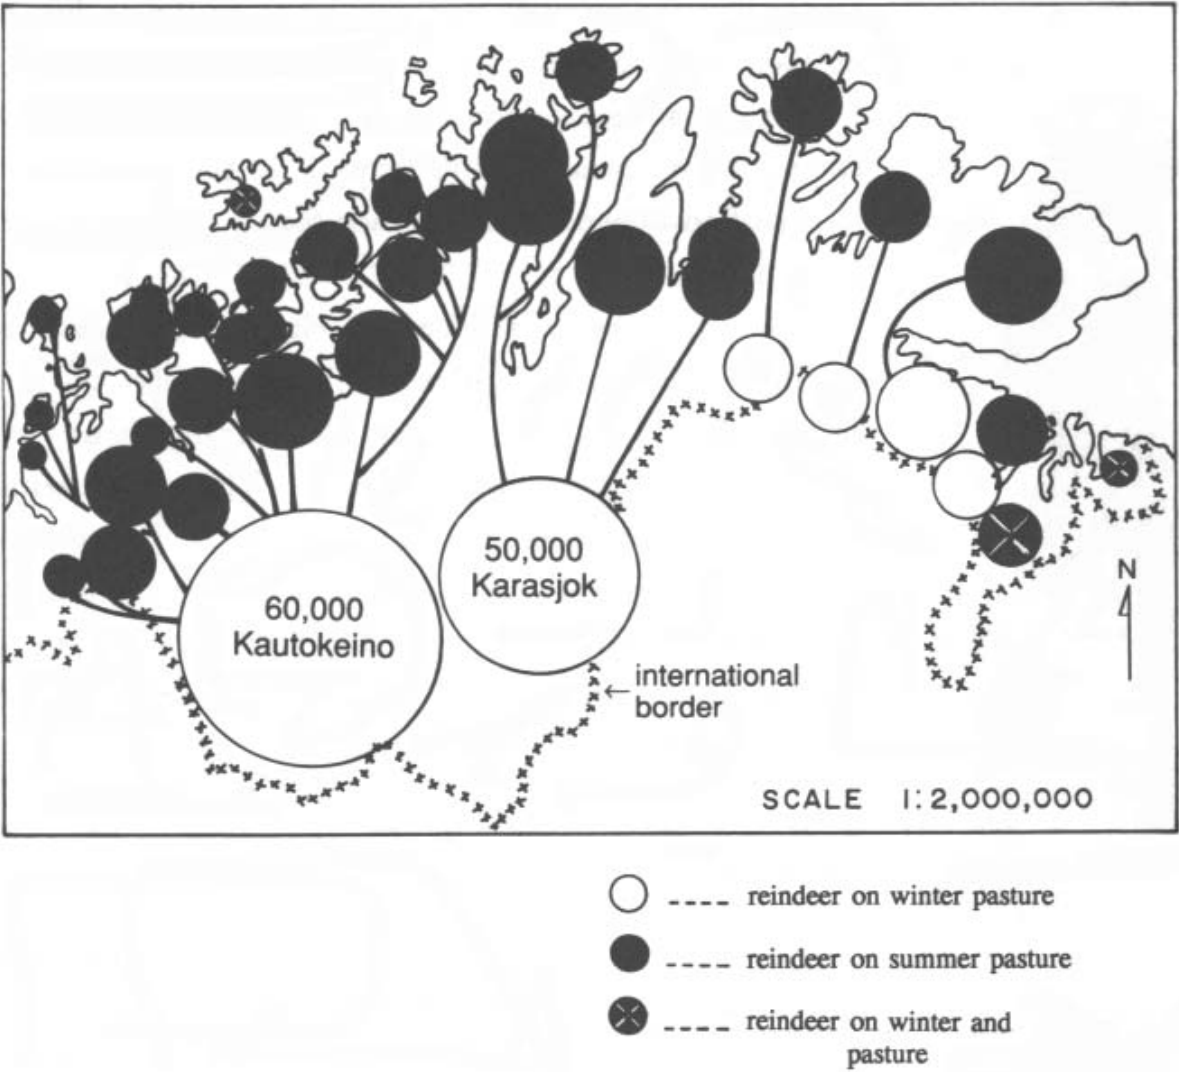 50,000
Karasjok
60,000
Kautokeino
N
← international
border
SCALE 1:2,000,000
---- reindeer on winter pasture
---- reindeer on summer pasture
---- reindeer on winter and
pasture